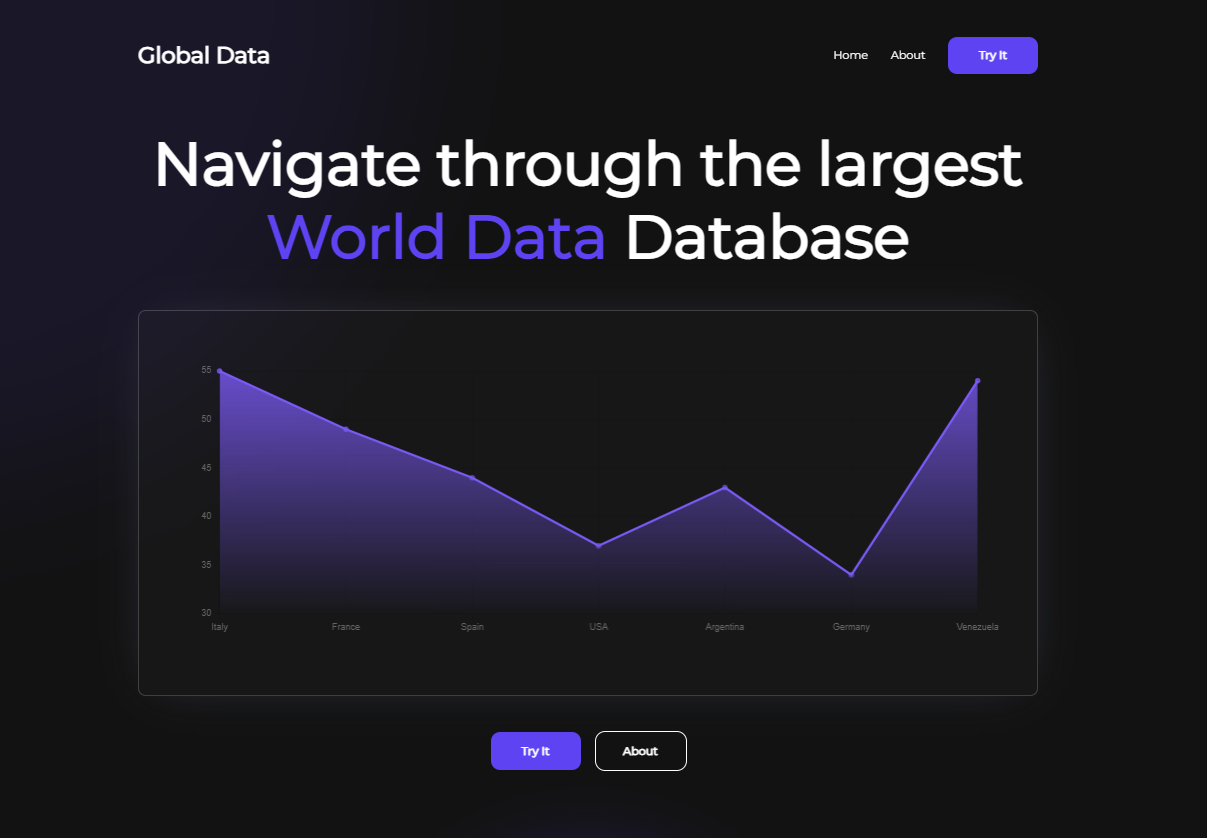 Global Data
Home About Try It
Navigate through the largest
World Data Database
55
50
45
40
35
30
Italy France Spain USA Argentina Germany Venezuela
Try It About